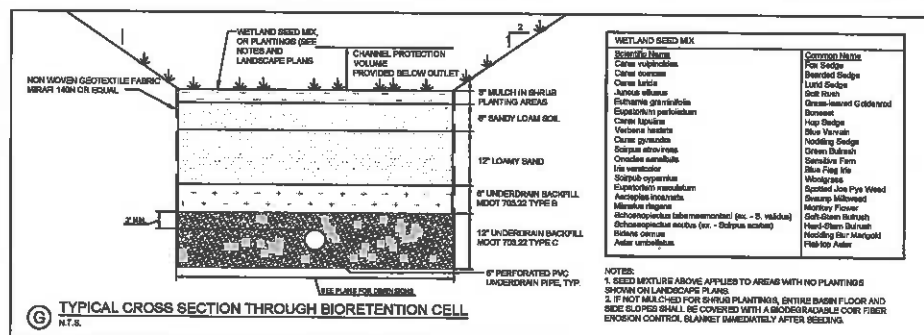 WETLAND SEED MIX,
OR PLANTINGS (SEE
NOTES AND
LANDSCAPE PLANS
CHANNEL PROTECTION
VOLUME
PROVIDED BELOW OUTLET
2
1
NON WOVEN GEOTEXTILE FABRIC
MIRAFI 140N OR EQUAL
3" MULCH IN SHRUB
PLANTING AREAS
6" SANDY LOAM SOIL
12" LOAMY SAND
6" UNDERDRAIN BACKFILL
MDOT 703.22 TYPE B
2" MIN.
12" UNDERDRAIN BACKFILL
MDOT 703.22 TYPE C
6" PERFORATED PVC
UNDERDRAIN PIPE, TYP.
SEE PLANS FOR DIMENSIONS
G TYPICAL CROSS SECTION THROUGH BIORETENTION CELL
N.T.S.
WETLAND SEED MIX
Scientific Name Common Name
Carex vulpinoidea Fox Sedge
Carex comosa Bearded Sedge
Carex lurida Lurid Sedge
Juncus effusus Soft Rush
Euthamia graminifolia Grass-leaved Goldenrod
Eupatorium perfoliatum Boneset
Carex lupulina Hop Sedge
Verbena hastata Blue Vervain
Carex gynandra Nodding Sedge
Scirpus atrovirens Green Bulrush
Onoclea sensibilis Sensitive Fern
Iris versicolor Blue Flag Iris
Scirpus cyperinus Woolgrass
Eupatorium maculatum Spotted Joe Pye Weed
Asclepias incarnata Swamp Milkweed
Mimulus ringens Monkey Flower
Schoenoplectus tabernaemontani (ex. - S. validus) Soft-Stem Bulrush
Schoenoplectus acutus (ex. - Scirpus acutus) Hard-Stem Bulrush
Bidens cernua Nodding Bur Marigold
Aster umbellatus Flat-top Aster
NOTES:
1. SEED MIXTURE ABOVE APPLIES TO AREAS WITH NO PLANTINGS
SHOWN ON LANDSCAPE PLANS.
2. IF NOT MULCHED FOR SHRUB PLANTINGS, ENTIRE BASIN FLOOR AND
SIDE SLOPES SHALL BE COVERED WITH A BIODEGRADABLE COIR FIBER
EROSION CONTROL BLANKET IMMEDIATELY AFTER SEEDING.